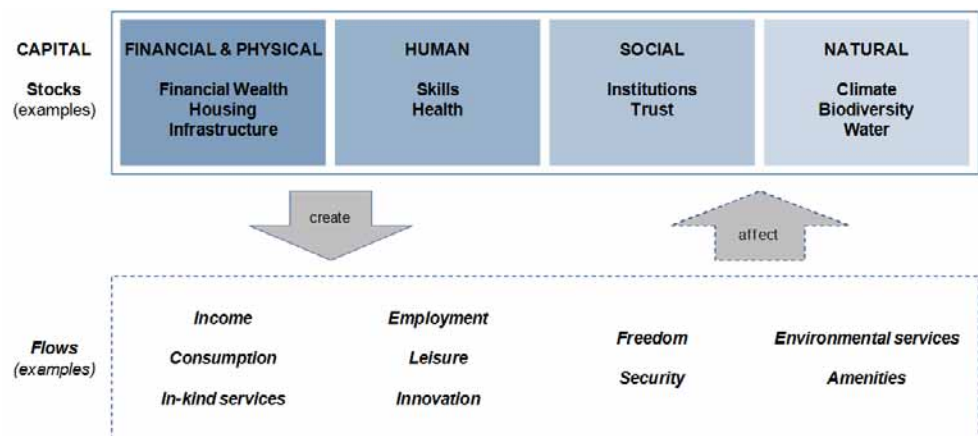 CAPITAL
FINANCIAL & PHYSICAL
HUMAN
SOCIAL
NATURAL
Stocks
(examples)
Financial Wealth
Housing
Infrastructure
Skills
Health
Institutions
Trust
Climate
Biodiversity
Water
create
affect
Flows
(examples)
Income
Consumption
In-kind services
Employment
Leisure
Innovation
Freedom
Security
Environmental services
Amenities